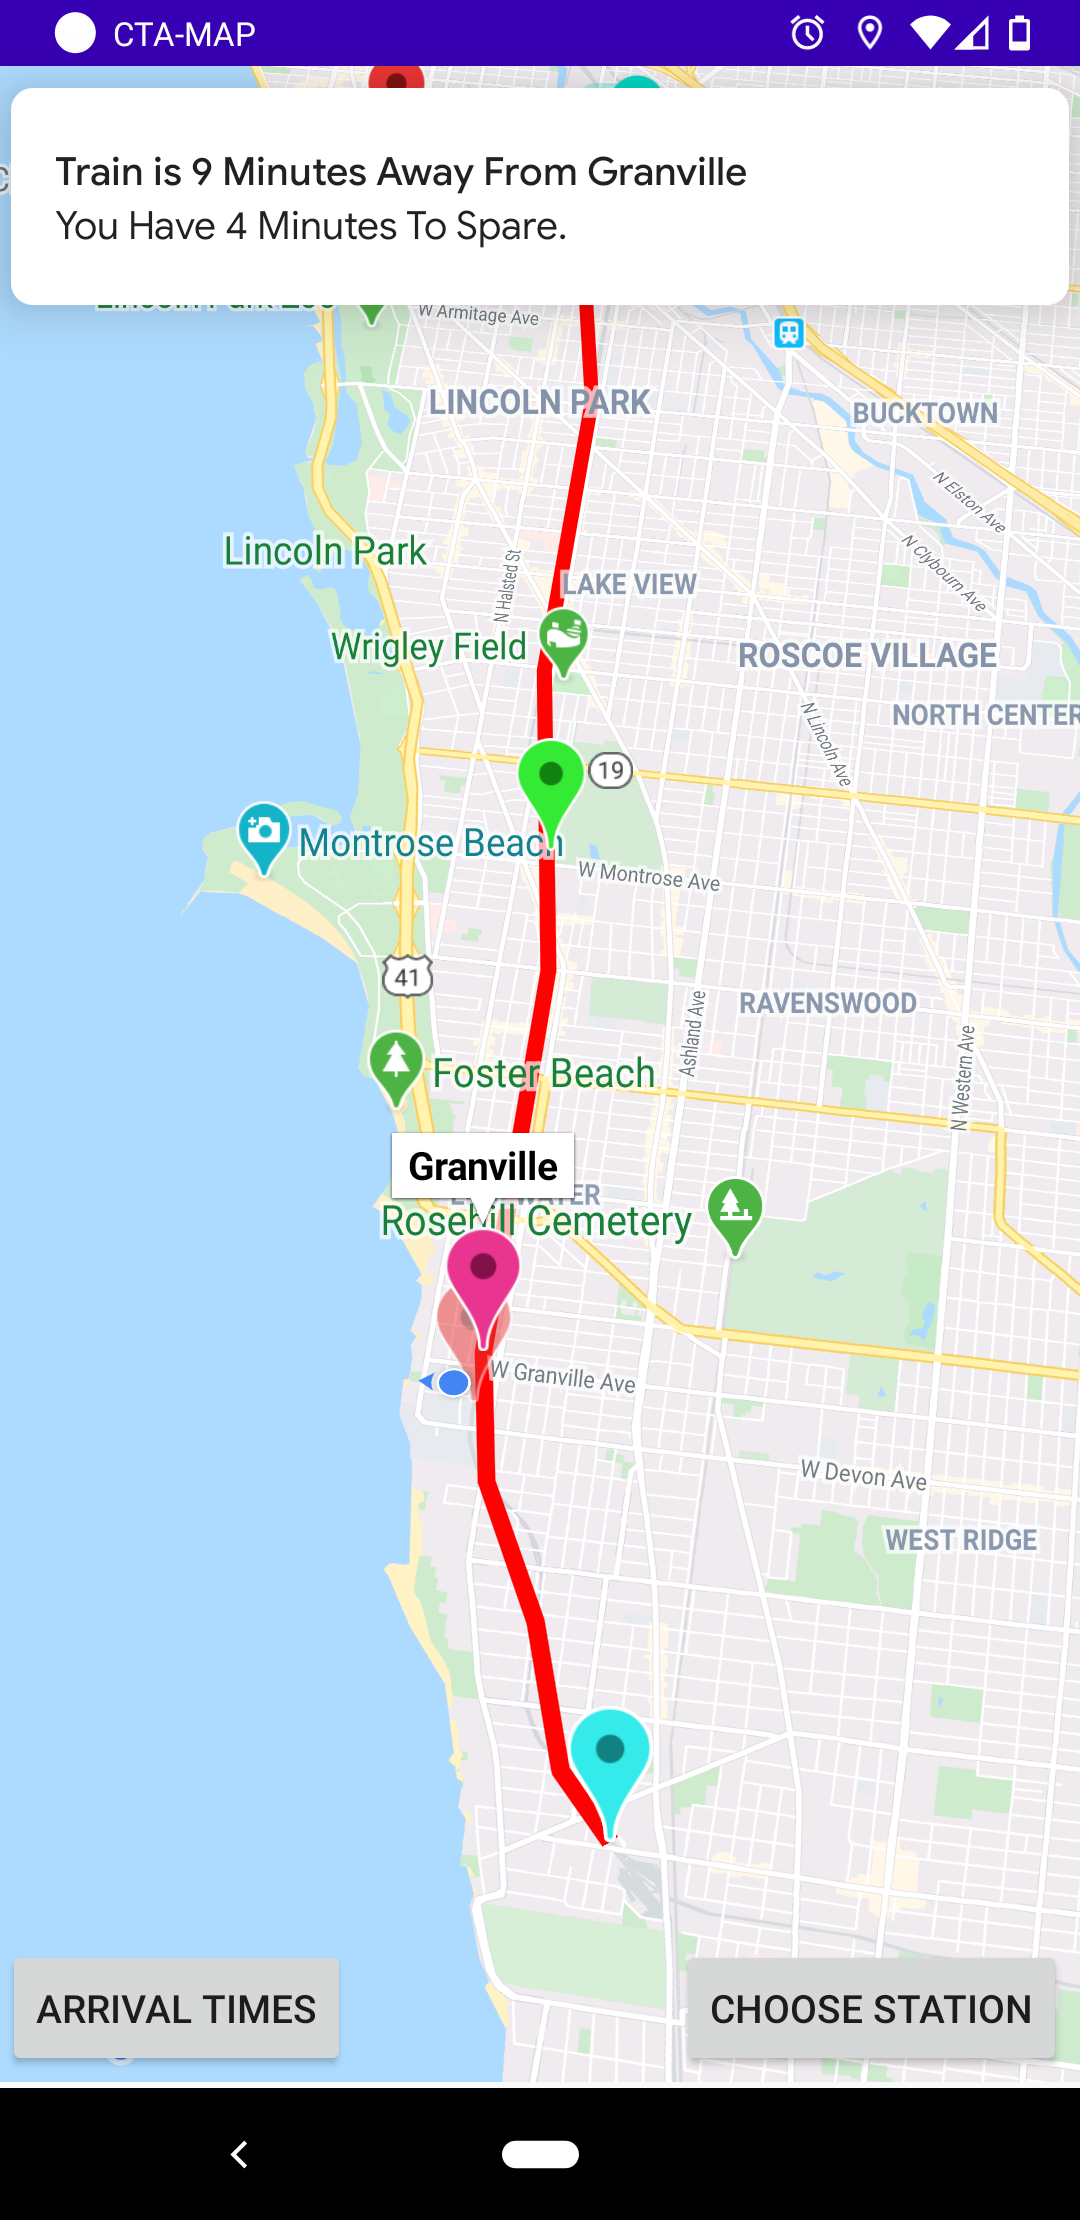 CTA-MAP
Train is 9 Minutes Away From Granville
You Have 4 Minutes To Spare.
W Armitage Ave
LINCOLN PARK
BUCKTOWN
N Elston Ave
N Clybourn Ave
Lincoln Park
N Halsted St
LAKE VIEW
Wrigley Field
ROSCOE VILLAGE
NORTH CENTER
N Lincoln Ave
19
Montrose Beach
W Montrose Ave
41
RAVENSWOOD
Ashland Ave
N Western Ave
Foster Beach
Granville
Rosehill Cemetery
W Granville Ave
W Devon Ave
WEST RIDGE
ARRIVAL TIMES
CHOOSE STATION